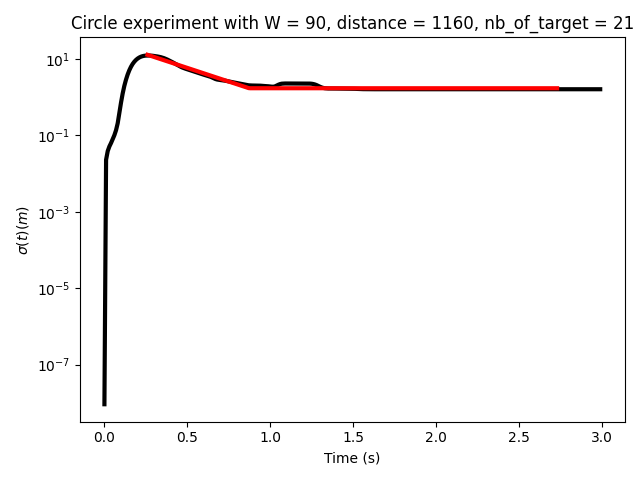 Circle experiment with W = 90, distance = 1160, nb_of_target = 21
10¹
10⁻¹
10⁻³
10⁻⁵
10⁻⁷
σ(t)(m)
0.0 0.5 1.0 1.5 2.0 2.5 3.0
Time (s)